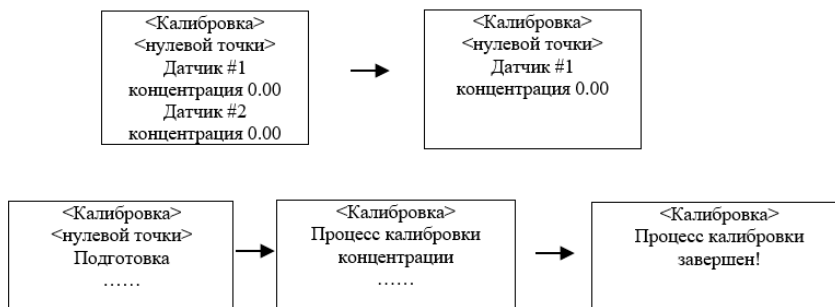 <Калибровка>
<нулевой точки>
Датчик #1
концентрация 0.00
Датчик #2
концентрация 0.00
<Калибровка>
<нулевой точки>
Датчик #1
концентрация 0.00
<Калибровка>
<нулевой точки>
Подготовка
……
<Калибровка>
Процесс калибровки
концентрации
……
<Калибровка>
Процесс калибровки
завершен!